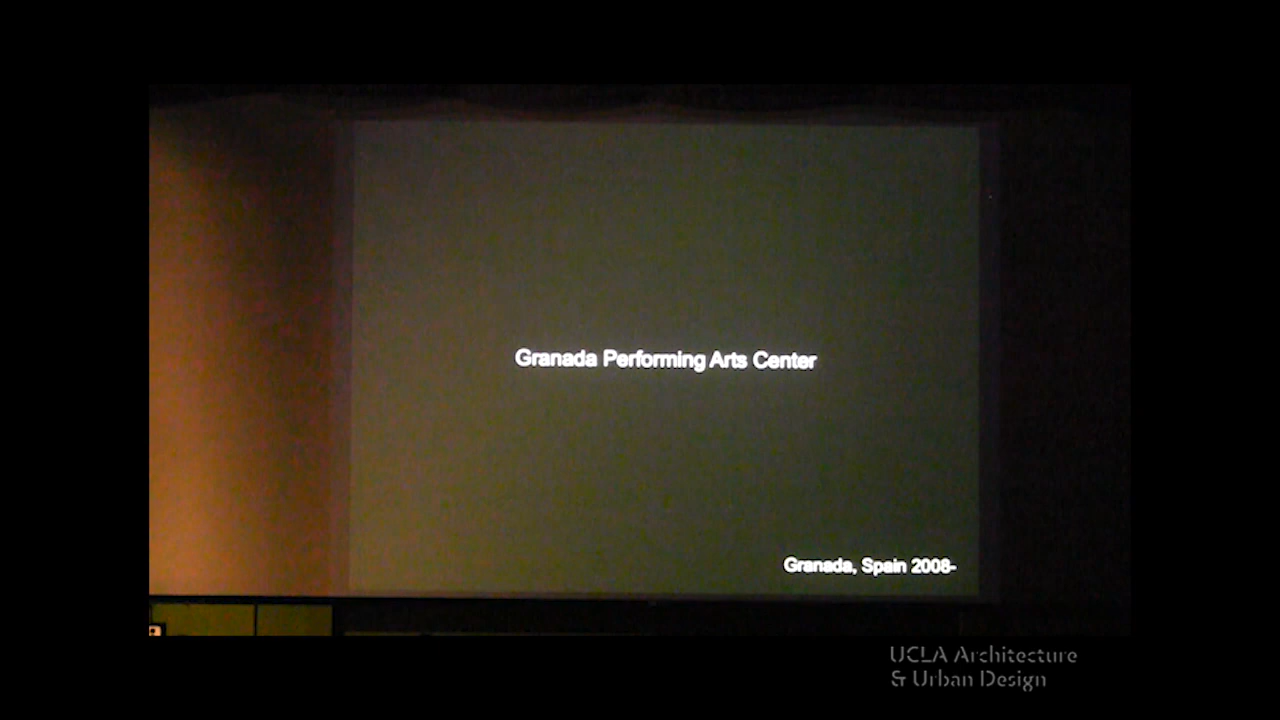 Granada Performing Arts Center
Granada, Spain 2008-
UCLA Architecture
& Urban Design